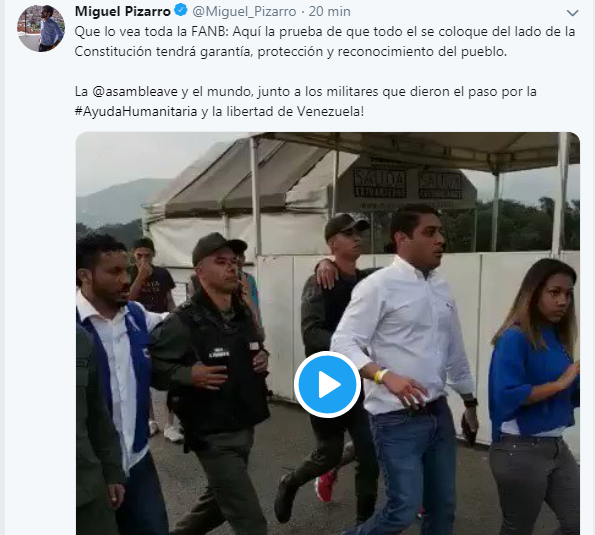 Miguel Pizarro @Miguel_Pizarro · 20 min
Que lo vea toda la FANB: Aquí la prueba de que todo el se coloque del lado de la
Constitución tendrá garantía, protección y reconocimiento del pueblo.
La @asambleave y el mundo, junto a los militares que dieron el paso por la
#AyudaHumanitaria y la libertad de Venezuela!
SALIDA SALIDA